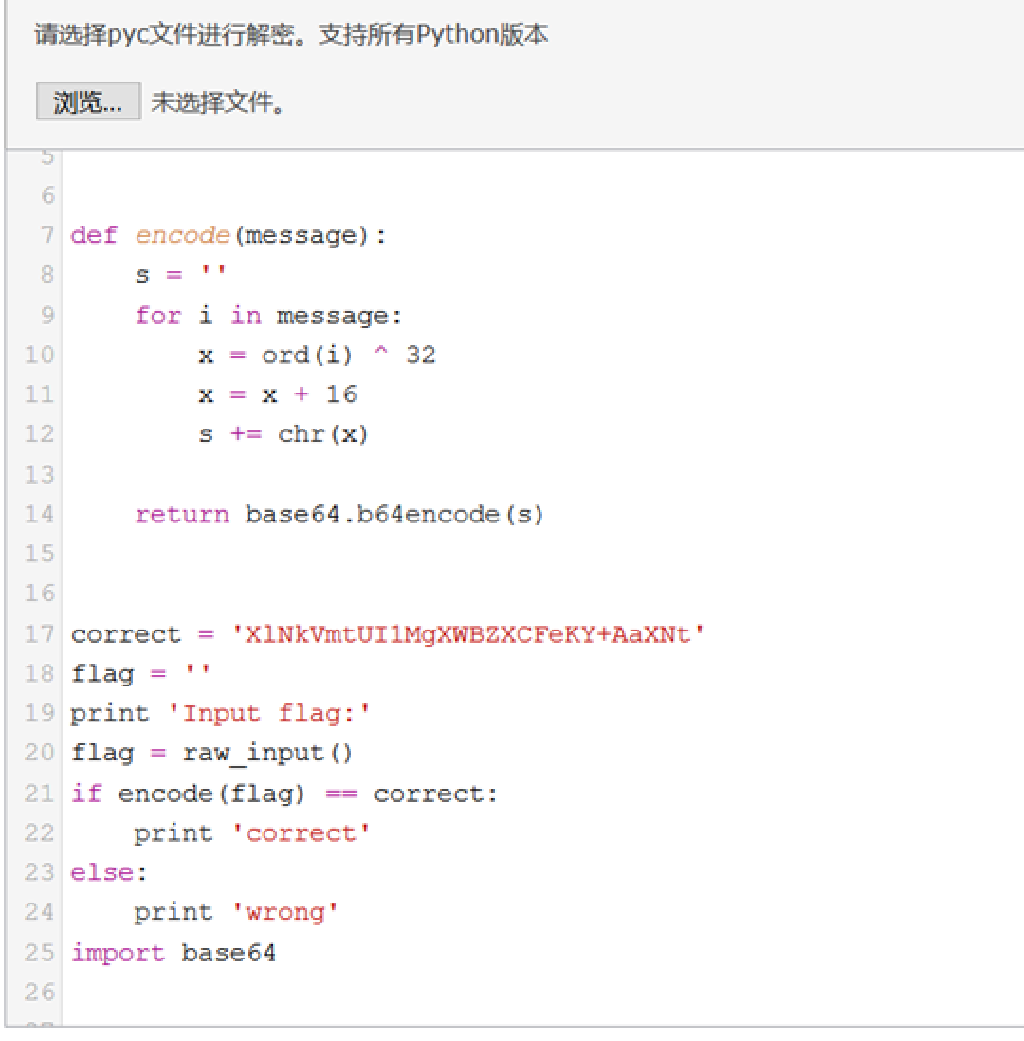 请选择pyc文件进行解密。支持所有Python版本
浏览... 未选择文件。
5
6
7 def encode(message):
8     s = ''
9     for i in message:
10         x = ord(i) ^ 32
11         x = x + 16
12         s += chr(x)
13
14     return base64.b64encode(s)
15
16
17 correct = 'XlNkVmtUI1MgXWBZXCFeKY+AaXNt'
18 flag = ''
19 print 'Input flag:'
20 flag = raw_input()
21 if encode(flag) == correct:
22     print 'correct'
23 else:
24     print 'wrong'
25 import base64
26